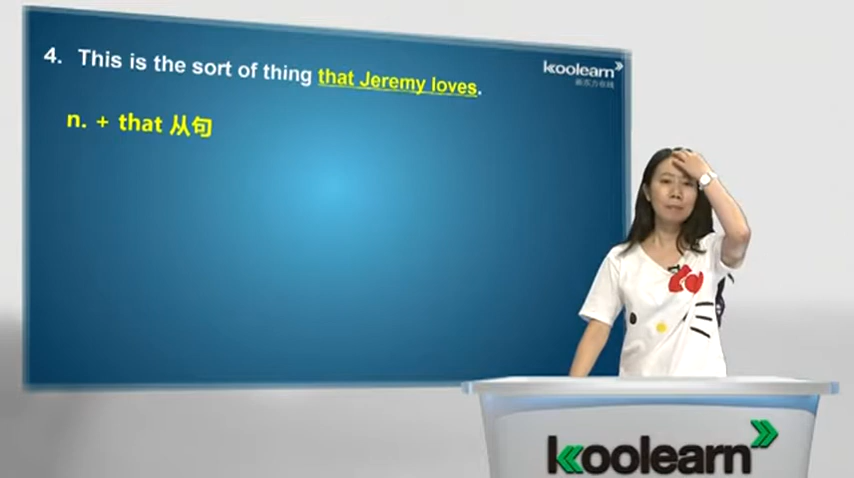 4. This is the sort of thing that Jeremy loves.
koolearn
新东方在线
n. + that 从句
koolearn